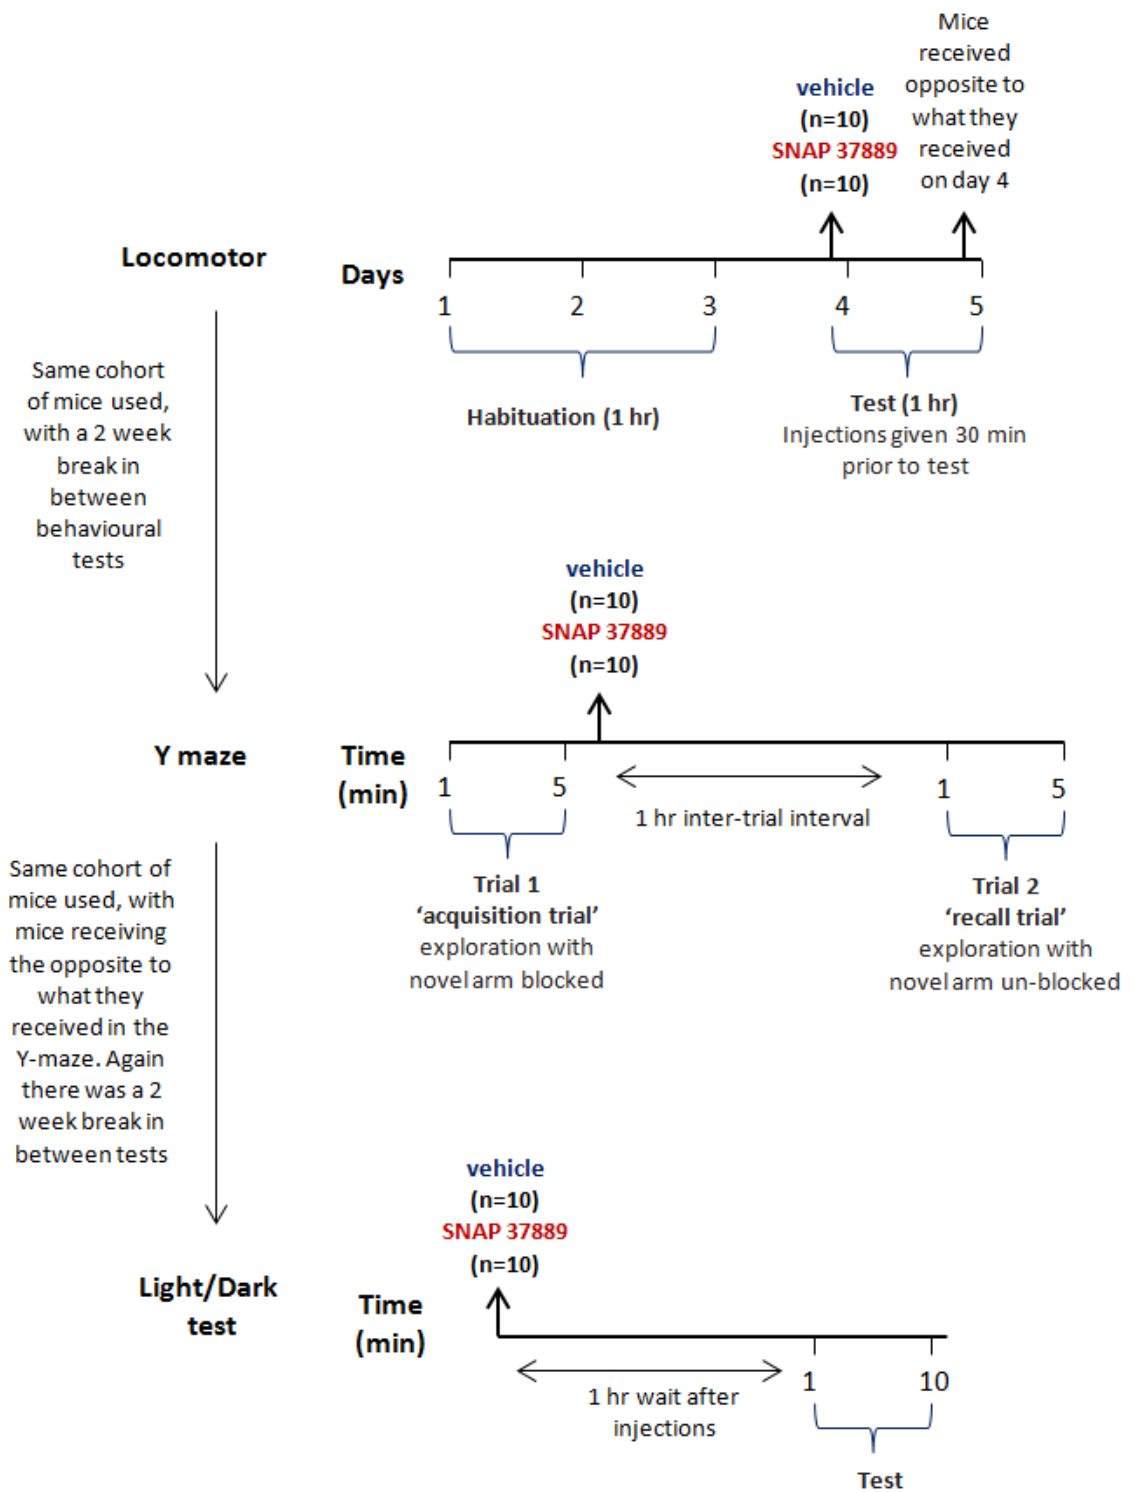 Mice
received
opposite to
what they
received
on day 4
vehicle
(n=10)
SNAP 37889
(n=10)
Locomotor
Days
1
2
3
4
5
Habituation (1 hr)
Test (1 hr)
Injections given 30 min
prior to test
Same cohort
of mice used,
with a 2 week
break in
between
behavioural
tests
vehicle
(n=10)
SNAP 37889
(n=10)
Y maze
Time
(min)
1
5
1 hr inter-trial interval
1
5
Trial 1
‘acquisition trial’
exploration with
novel arm blocked
Trial 2
‘recall trial’
exploration with
novel arm un-blocked
Same cohort of
mice used, with
mice receiving
the opposite to
what they
received in the
Y-maze. Again
there was a 2
week break in
between tests
vehicle
(n=10)
SNAP 37889
(n=10)
Light/Dark
test
Time
(min)
1 hr wait after
injections
1
10
Test